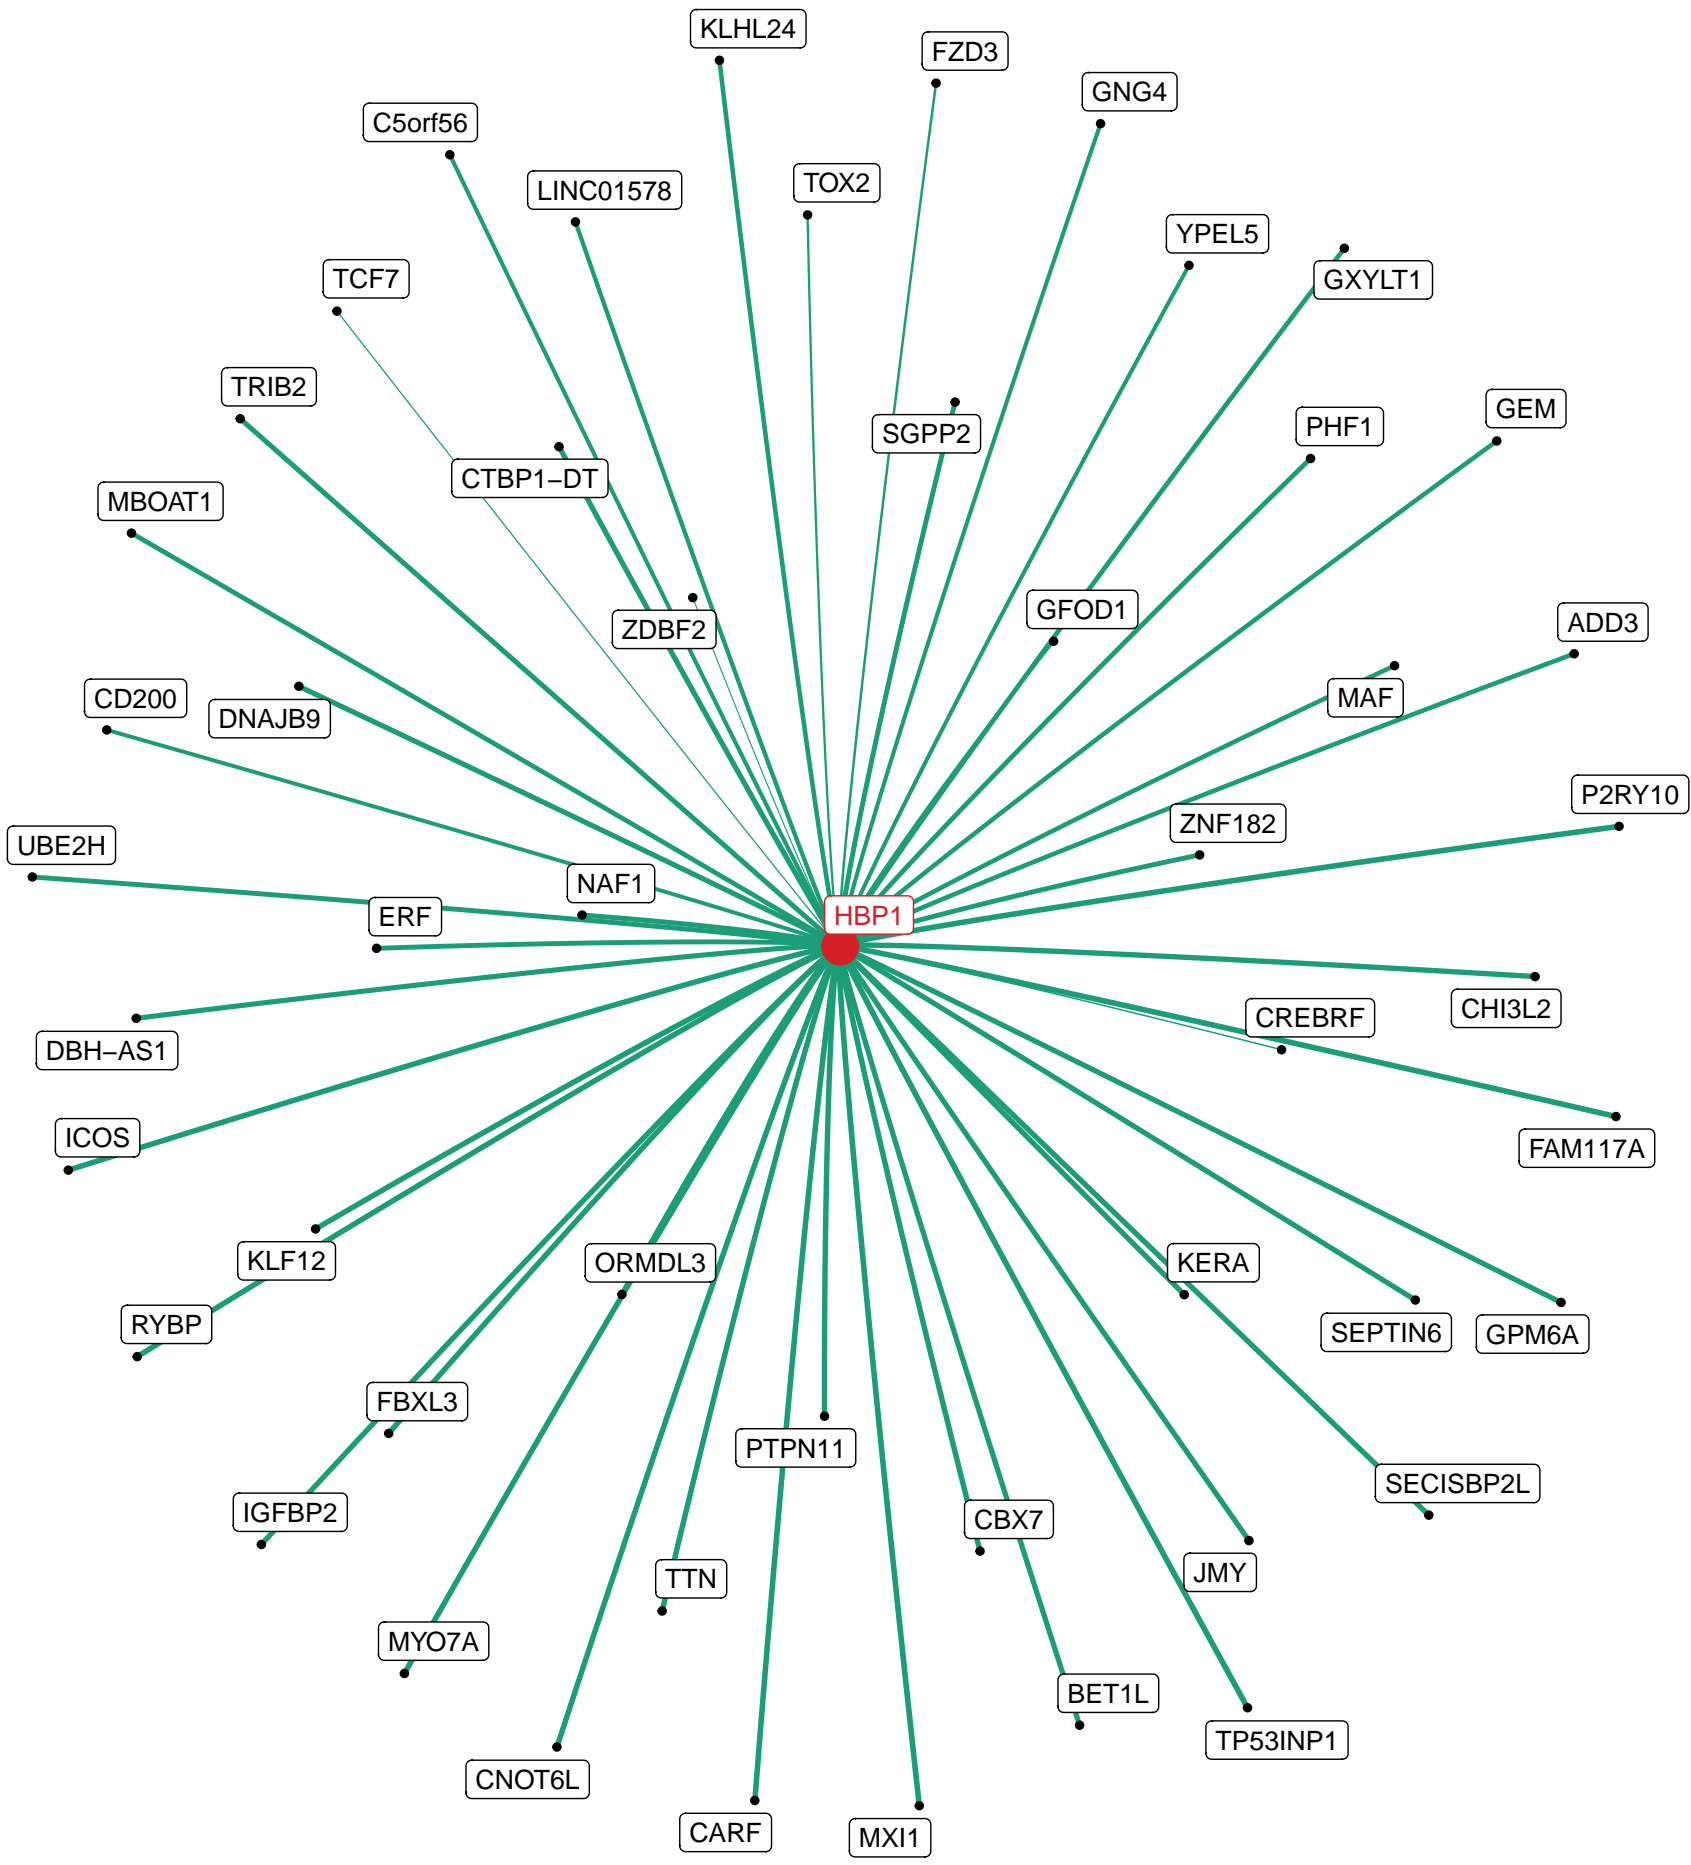 KLHL24
FZD3
GNG4
C5orf56
TOX2
LINC01578
YPEL5
TCF7
GXYLT1
TRIB2
GEM
PHF1
SGPP2
CTBP1−DT
MBOAT1
GFOD1
ADD3
ZDBF2
CD200
MAF
DNAJB9
P2RY10
ZNF182
UBE2H
NAF1
HBP1
ERF
CHI3L2
CREBRF
DBH−AS1
ICOS
FAM117A
KLF12
ORMDL3
KERA
RYBP
SEPTIN6
GPM6A
FBXL3
PTPN11
SECISBP2L
IGFBP2
CBX7
JMY
TTN
MYO7A
BET1L
TP53INP1
CNOT6L
CARF
MXI1